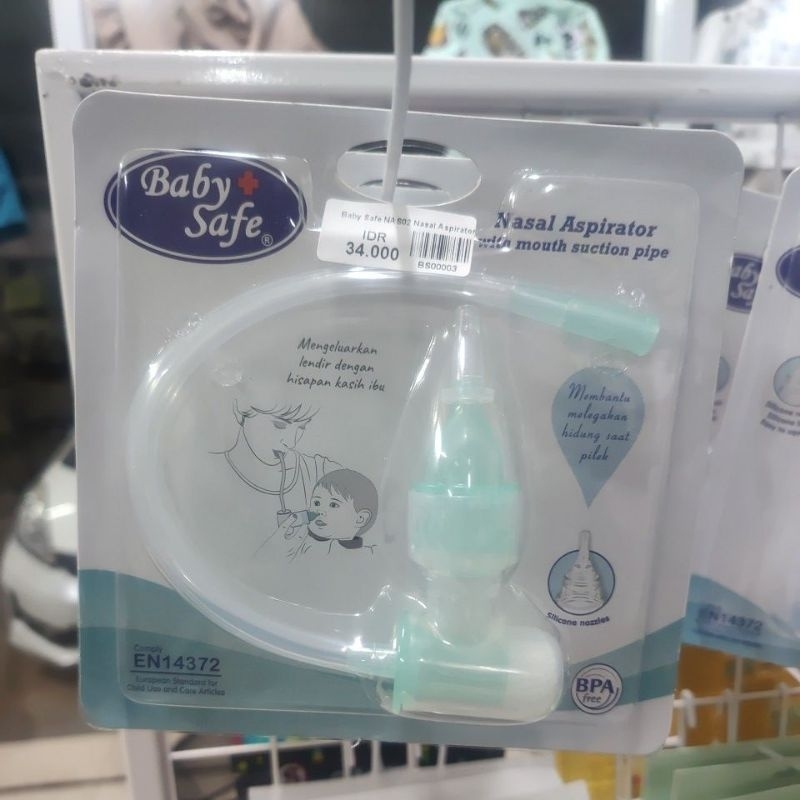 Baby
Safe®
Baby Safe NAS02 Nasal Aspirator
IDR
34.000
BS00003
Nasal Aspirator
with mouth suction pipe
Mengeluarkan
lendir dengan
hisapan kasih ibu
Membantu
melegakan
hidung saat
pilek
Silicone nozzles
Comply
EN14372
European Standard for
Child Use and Care Articles
BPA
free
EN14372